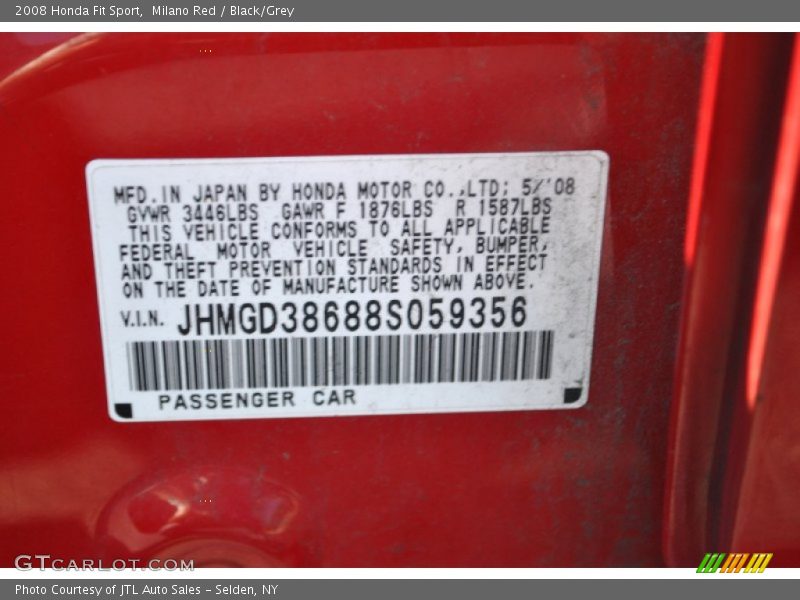 2008 Honda Fit Sport,  Milano Red / Black/Grey
MFD. IN JAPAN BY HONDA MOTOR CO.,LTD; 5/'08
GVWR 3446LBS GAWR F 1876LBS R 1587LBS
THIS VEHICLE CONFORMS TO ALL APPLICABLE
FEDERAL MOTOR VEHICLE SAFETY, BUMPER,
AND THEFT PREVENTION STANDARDS IN EFFECT
ON THE DATE OF MANUFACTURE SHOWN ABOVE.
V.I.N. JHMGD38688S059356
PASSENGER CAR
GTCARLOT.COM
Photo Courtesy of JTL Auto Sales – Selden, NY